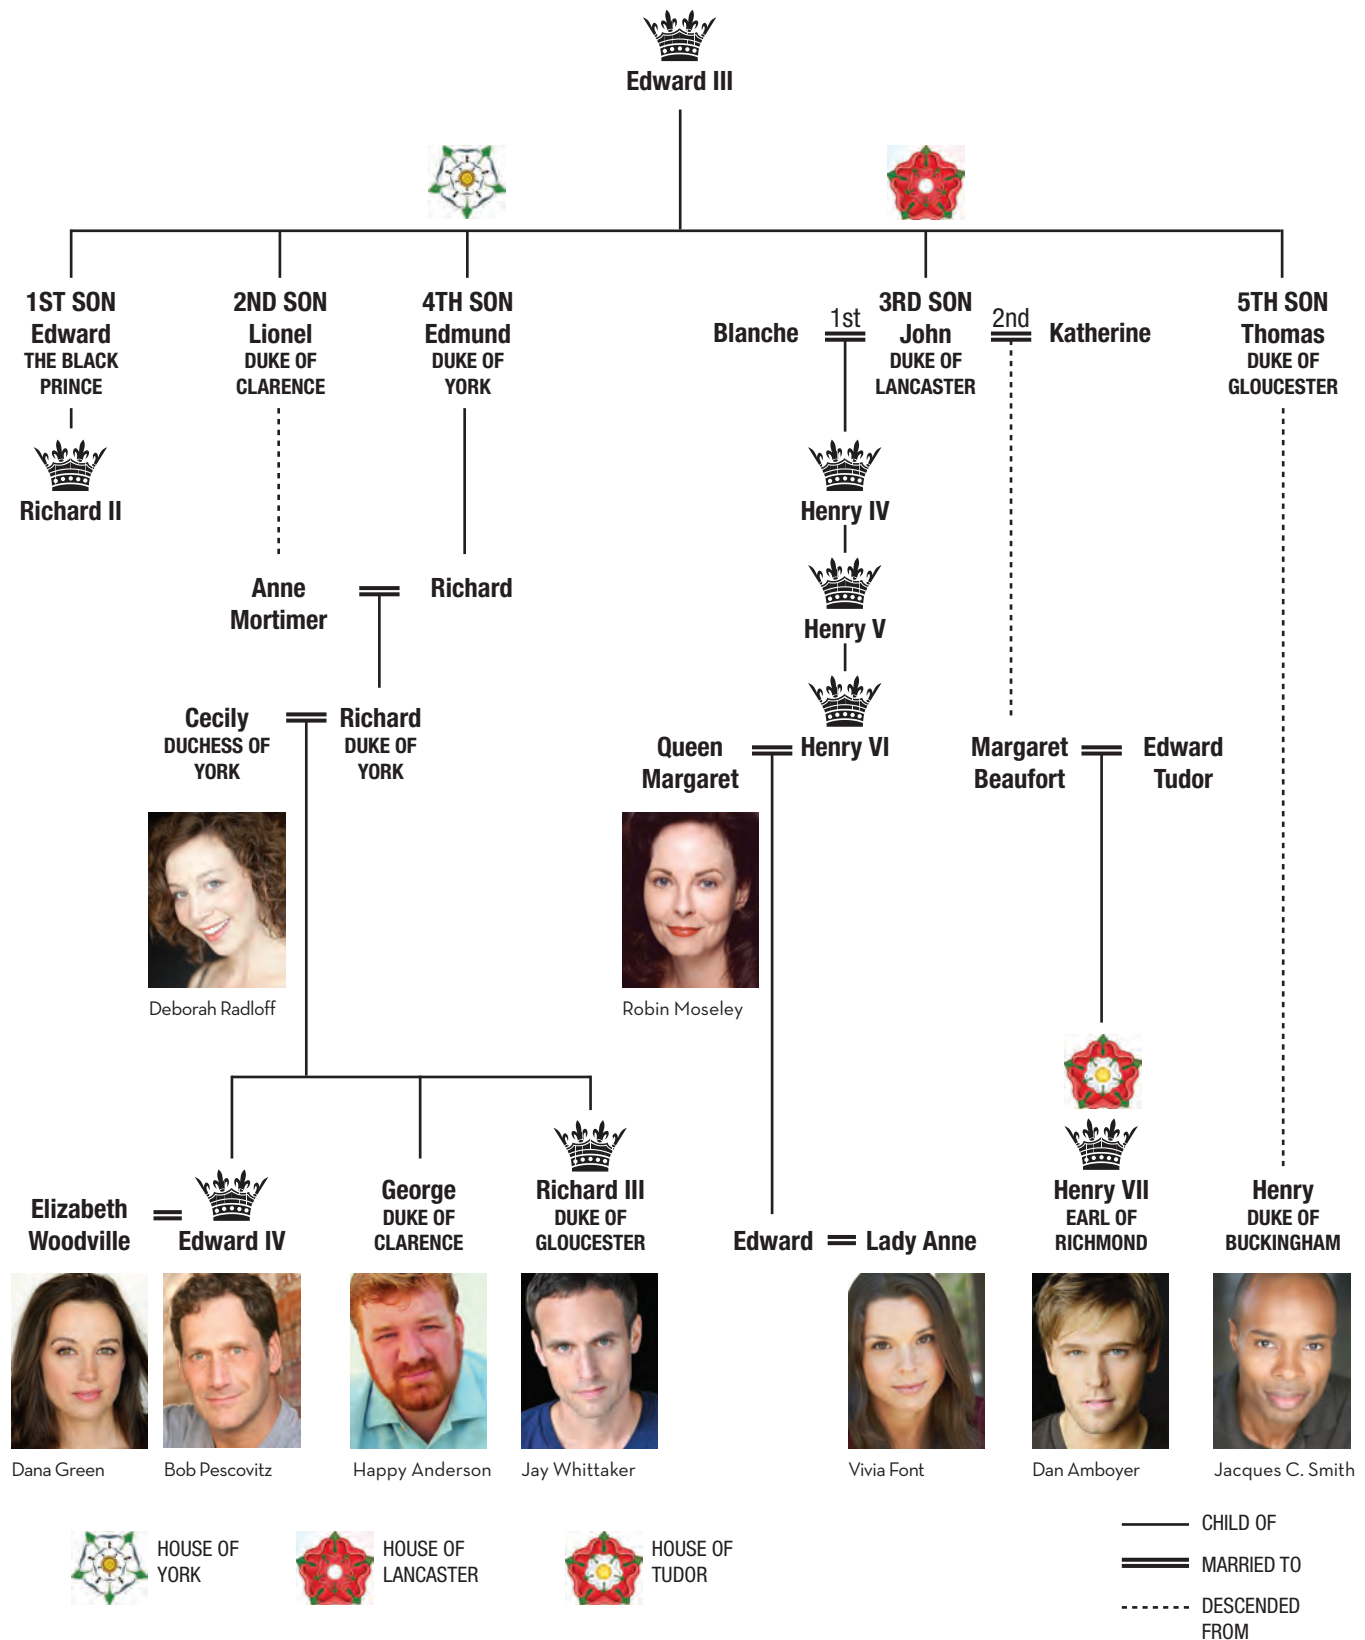 Edward III
1ST SON
Edward
THE BLACK
PRINCE
2ND SON
Lionel
DUKE OF
CLARENCE
4TH SON
Edmund
DUKE OF
YORK
Blanche
1st
3RD SON
John
DUKE OF
LANCASTER
2nd
Katherine
5TH SON
Thomas
DUKE OF
GLOUCESTER
Richard II
Henry IV
Anne
Mortimer
Richard
Henry V
Cecily
DUCHESS OF
YORK
Richard
DUKE OF
YORK
Queen
Margaret
Henry VI
Margaret
Beaufort
Edward
Tudor
Deborah Radloff
Robin Moseley
Elizabeth
Woodville
Edward IV
George
DUKE OF
CLARENCE
Richard III
DUKE OF
GLOUCESTER
Edward
Lady Anne
Henry VII
EARL OF
RICHMOND
Henry
DUKE OF
BUCKINGHAM
Dana Green
Bob Pescovitz
Happy Anderson
Jay Whittaker
Vivia Font
Dan Amboyer
Jacques C. Smith
HOUSE OF
YORK
HOUSE OF
LANCASTER
HOUSE OF
TUDOR
CHILD OF
MARRIED TO
DESCENDED
FROM